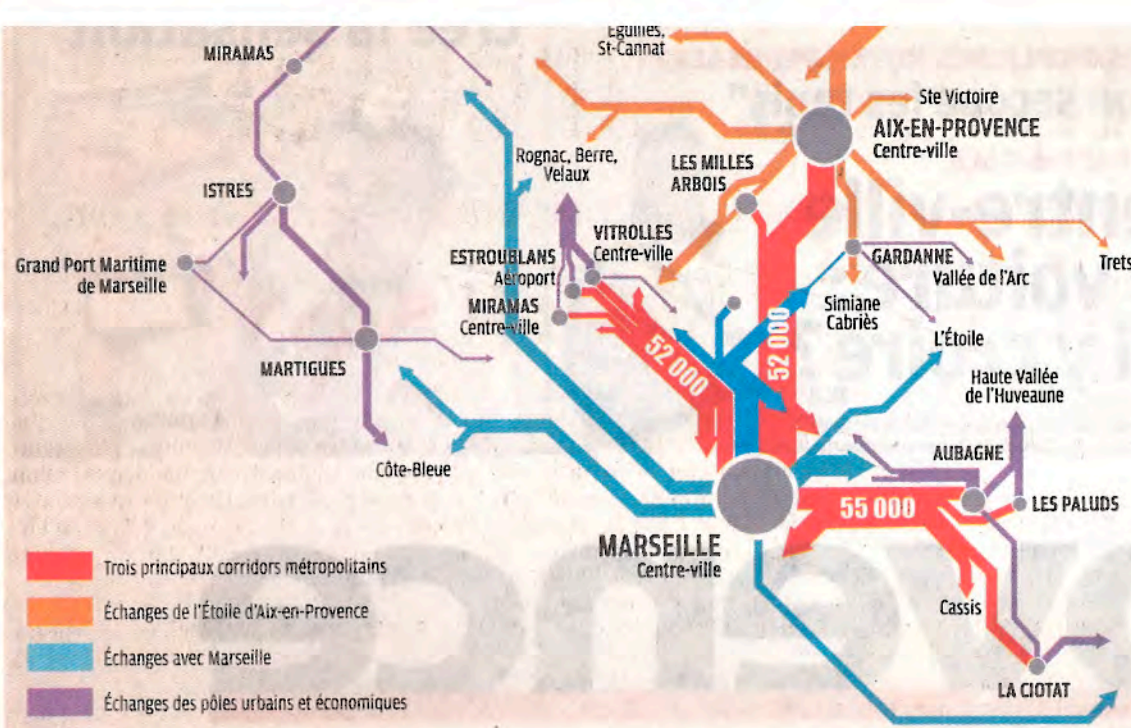 Eguilles,
St-Cannat
MIRAMAS
Ste Victoire
AIX-EN-PROVENCE
Centre-ville
Rognac, Berre,
Velaux
LES MILLES
ARBOIS
ISTRES
VITROLLES
Centre-ville
ESTROUBLANS
Aéroport
GARDANNE
Vallée de l'Arc
Trets
Grand Port Maritime
de Marseille
MIRAMAS
Centre-ville
Simiane
Cabriès
L'Étoile
52 000
52 000
MARTIGUES
Haute Vallée
de l'Huveaune
Côte-Bleue
AUBAGNE
55 000
LES PALUDS
MARSEILLE
Centre-ville
Cassis
LA CIOTAT
Trois principaux corridors métropolitains
Échanges de l'Étoile d'Aix-en-Provence
Échanges avec Marseille
Échanges des pôles urbains et économiques